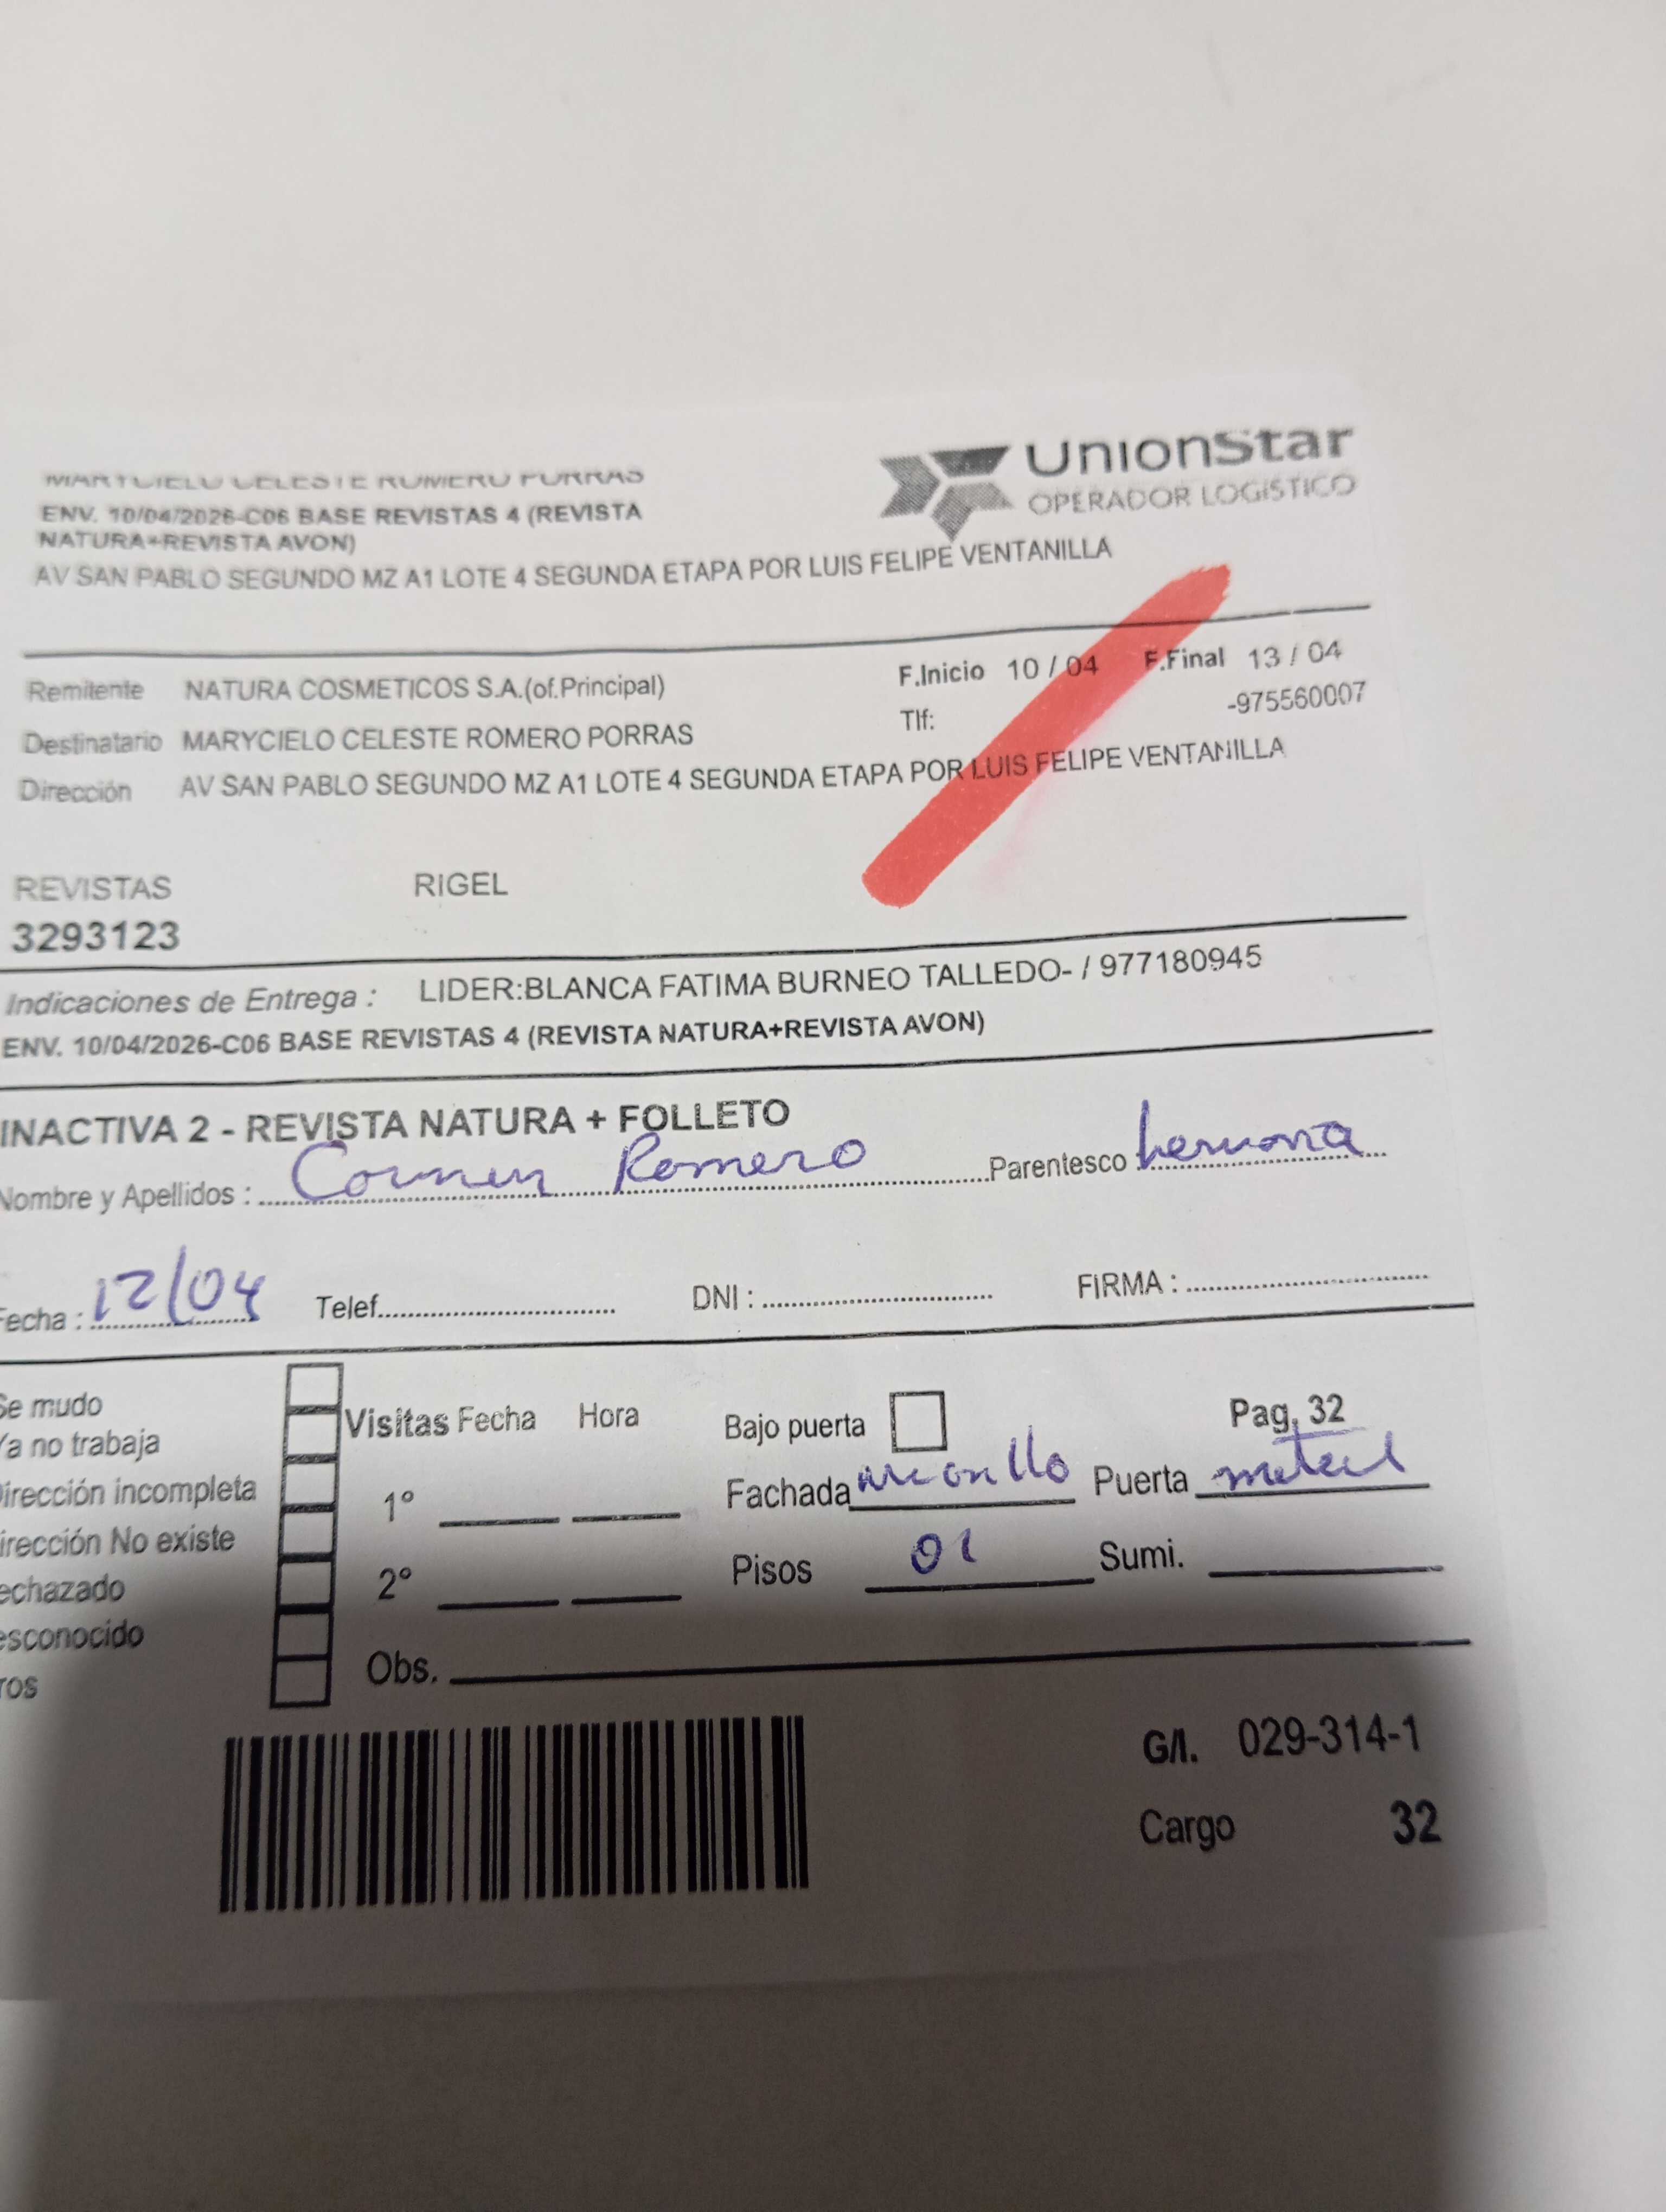 MARYCIELO CELESTE ROMERO PORRAS
UnionStar
OPERADOR LOGISTICO
ENV. 10/04/2026-C06 BASE REVISTAS 4 (REVISTA
NATURA+REVISTA AVON)
AV SAN PABLO SEGUNDO MZ A1 LOTE 4 SEGUNDA ETAPA POR LUIS FELIPE VENTANILLA
Remitente NATURA COSMETICOS S.A.(of.Principal) F.Inicio 10 / 04 F.Final 13 / 04
Tlf: -975560007
Destinatario MARYCIELO CELESTE ROMERO PORRAS
Dirección AV SAN PABLO SEGUNDO MZ A1 LOTE 4 SEGUNDA ETAPA POR LUIS FELIPE VENTANILLA
REVISTAS RIGEL
3293123
Indicaciones de Entrega : LIDER:BLANCA FATIMA BURNEO TALLEDO- / 977180945
ENV. 10/04/2026-C06 BASE REVISTAS 4 (REVISTA NATURA+REVISTA AVON)
INACTIVA 2 - REVISTA NATURA + FOLLETO
Nombre y Apellidos : Carmen Romero Parentesco hermana
Fecha : 12/04 Telef. DNI : FIRMA :
Se mudo
Ya no trabaja
Dirección incompleta
Dirección No existe
Rechazado
Desconocido
Otros
Visitas Fecha Hora Bajo puerta Pag. 32
1° Fachada Puerta metal
2° Pisos 01 Sumi.
Obs.
G/I. 029-314-1
Cargo 32